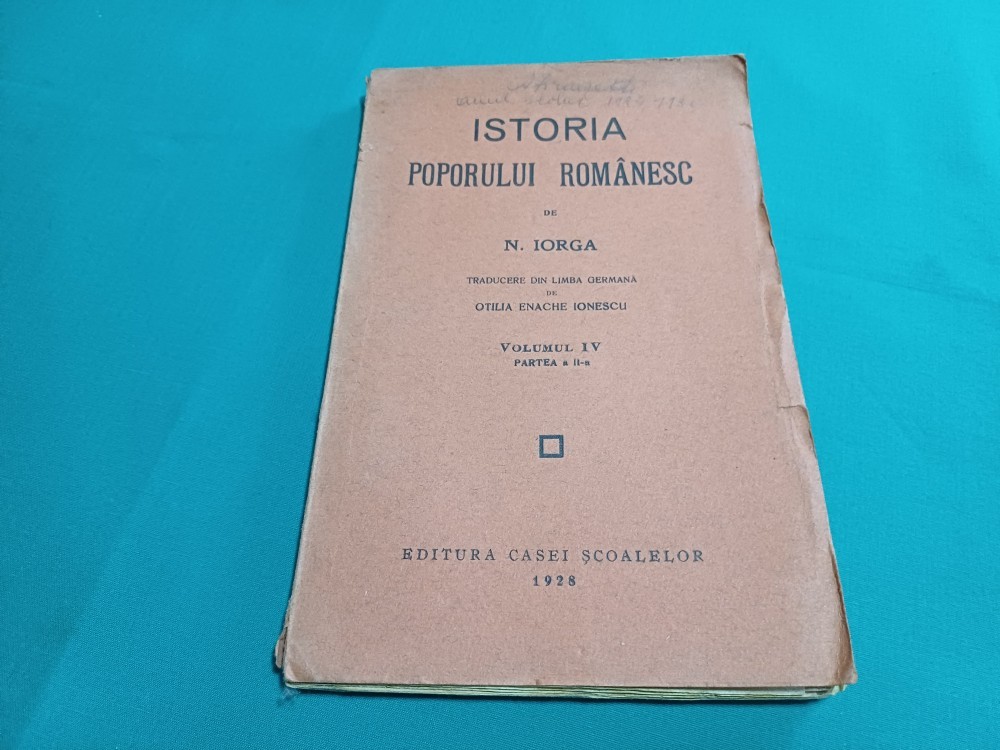 ISTORIA
POPORULUI ROMÂNESC
DE
N. IORGA
TRADUCERE DIN LIMBA GERMANĂ
DE
OTILIA ENACHE IONESCU
VOLUMUL IV
PARTEA a II-a
EDITURA CASEI ȘCOALELOR
1928